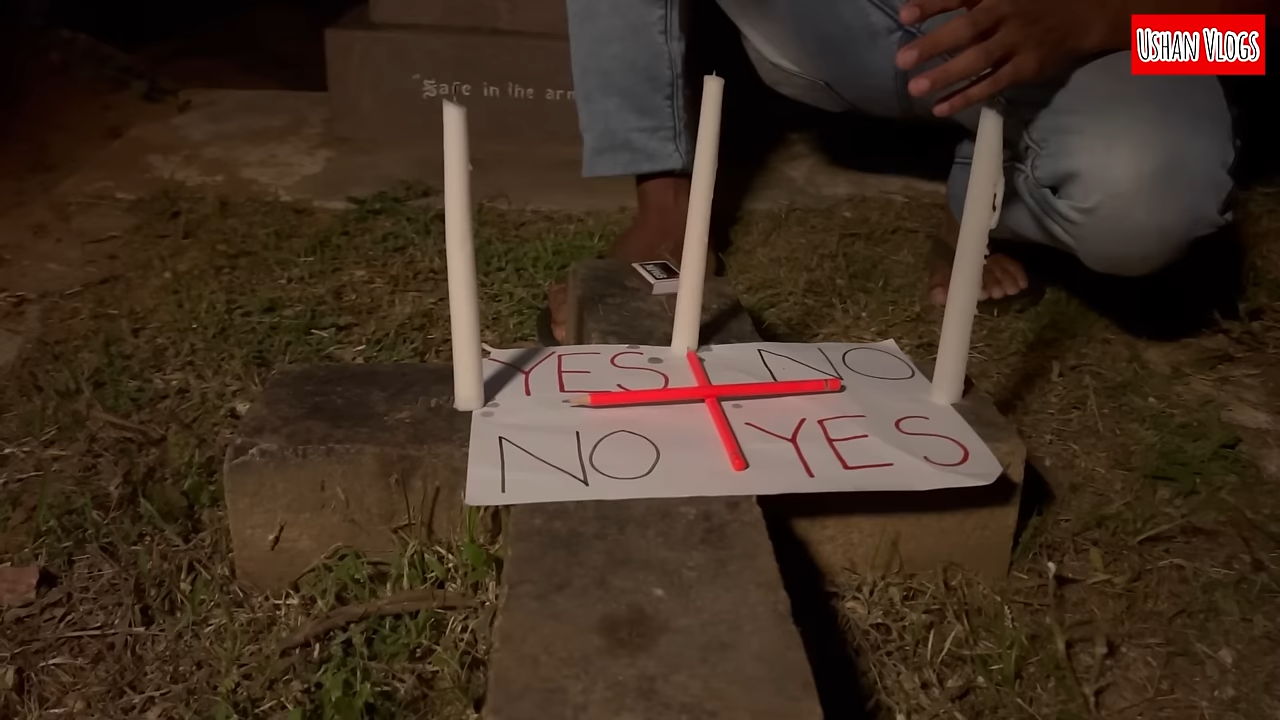 USHAN VLOGS
"Safe in the arm
YES NO
NO YES